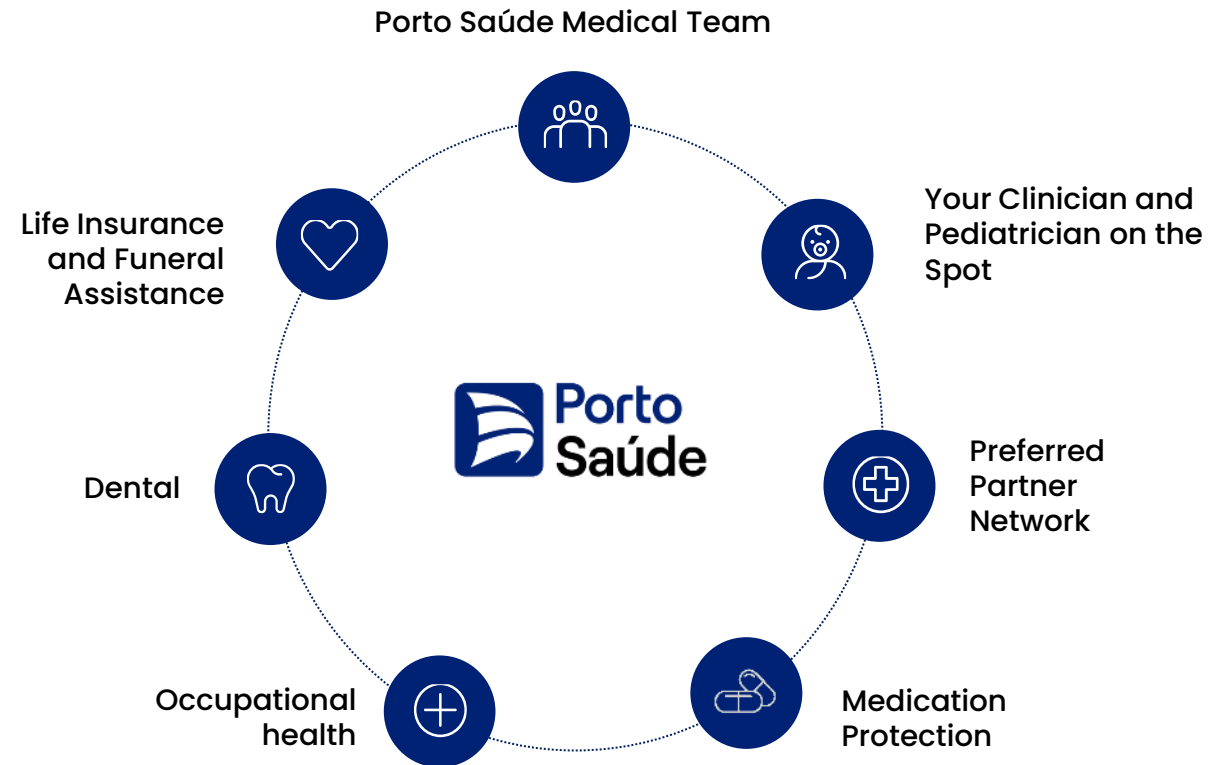 Porto Saúde Medical Team
Your Clinician and
Pediatrician on the
Spot
Life Insurance
and Funeral
Assistance
Porto
Saúde
Preferred
Partner
Network
Dental
Occupational
health
Medication
Protection